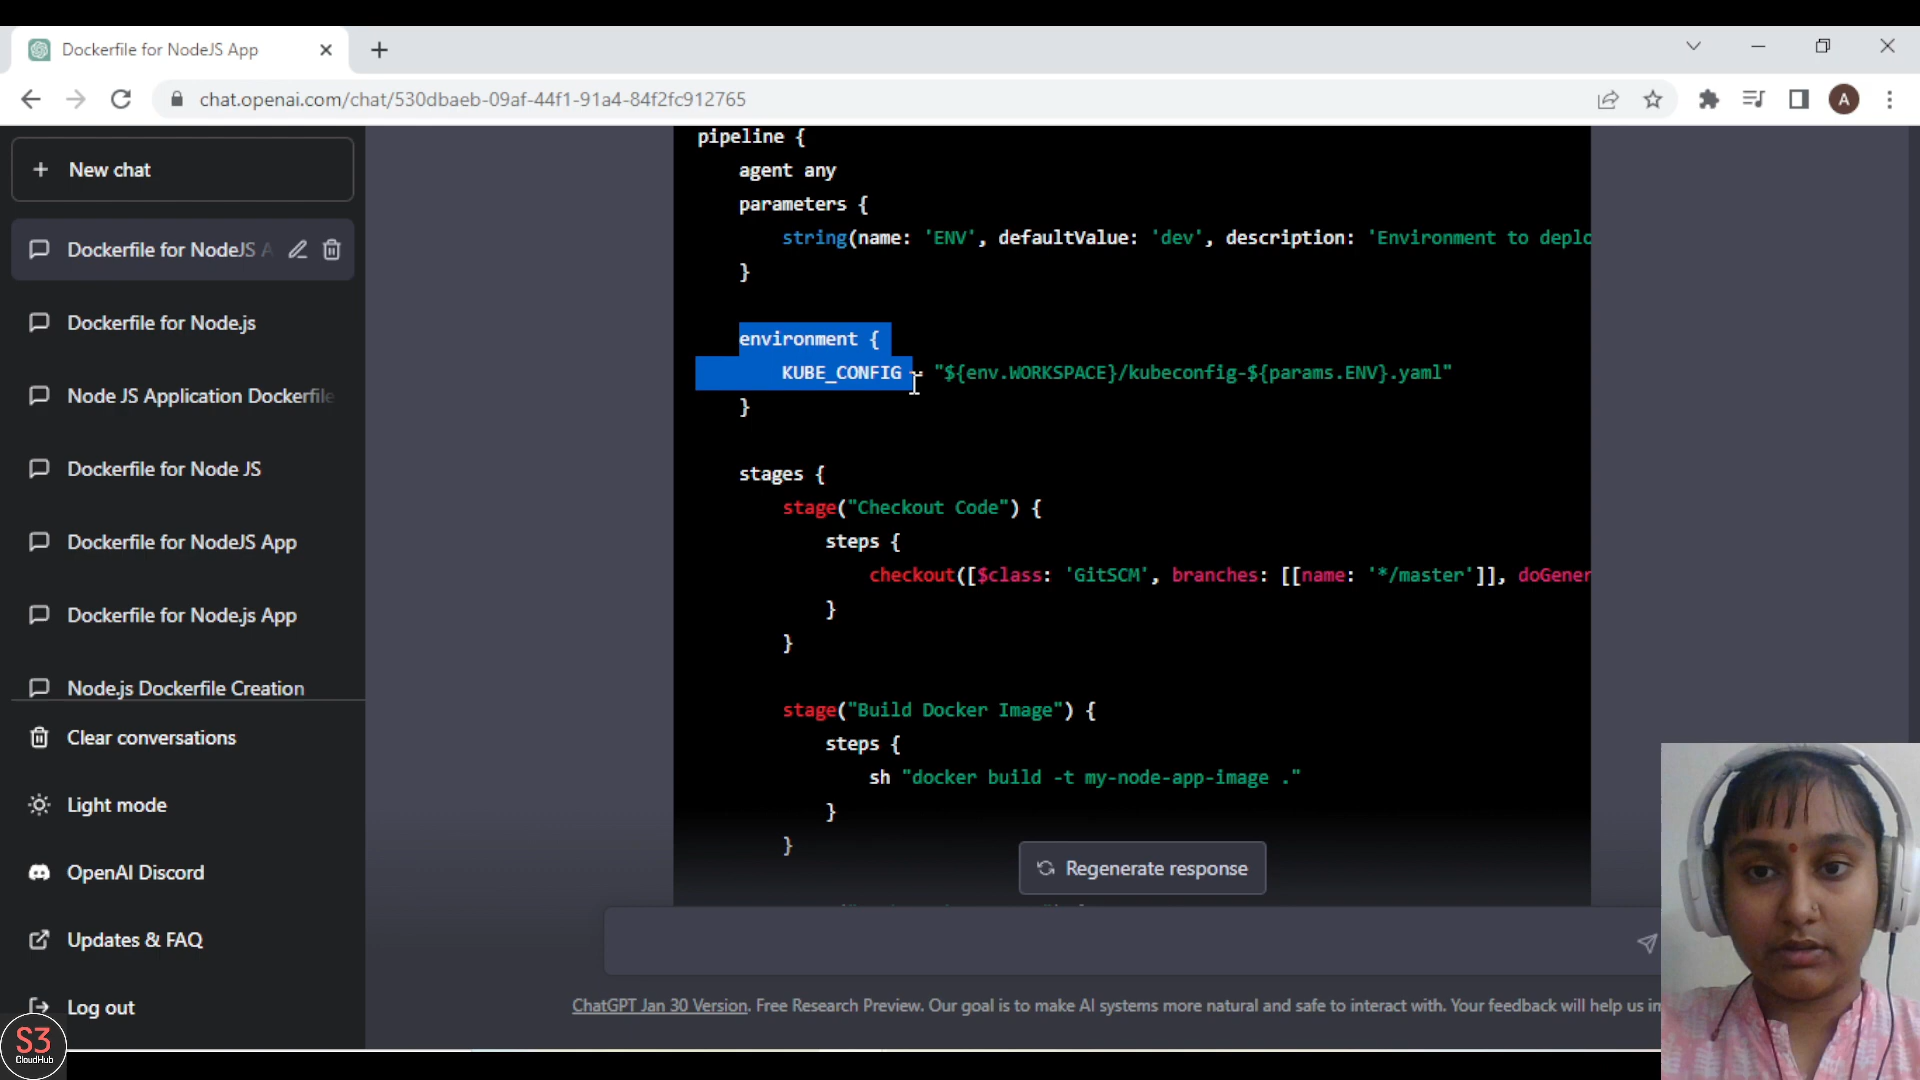 Dockerfile for NodeJS App
chat.openai.com/chat/530dbaeb-09af-44f1-91a4-84f2fc912765
A
New chat
Dockerfile for NodeJS A
Dockerfile for Node.js
Node JS Application Dockerfile
Dockerfile for Node JS
Dockerfile for NodeJS App
Dockerfile for Node.js App
Node.js Dockerfile Creation
Clear conversations
Light mode
OpenAI Discord
Updates & FAQ
Log out
S3
CloudHub
pipeline {
agent any
parameters {
string(name: 'ENV', defaultValue: 'dev', description: 'Environment to deplo
}
environment {
KUBE_CONFIG = "${env.WORKSPACE}/kubeconfig-${params.ENV}.yaml"
}
stages {
stage("Checkout Code") {
steps {
checkout([$class: 'GitSCM', branches: [[name: '*/master']], doGener
}
}
stage("Build Docker Image") {
steps {
sh "docker build -t my-node-app-image ."
}
}
Regenerate response
ChatGPT Jan 30 Version. Free Research Preview. Our goal is to make AI systems more natural and safe to interact with. Your feedback will help us im